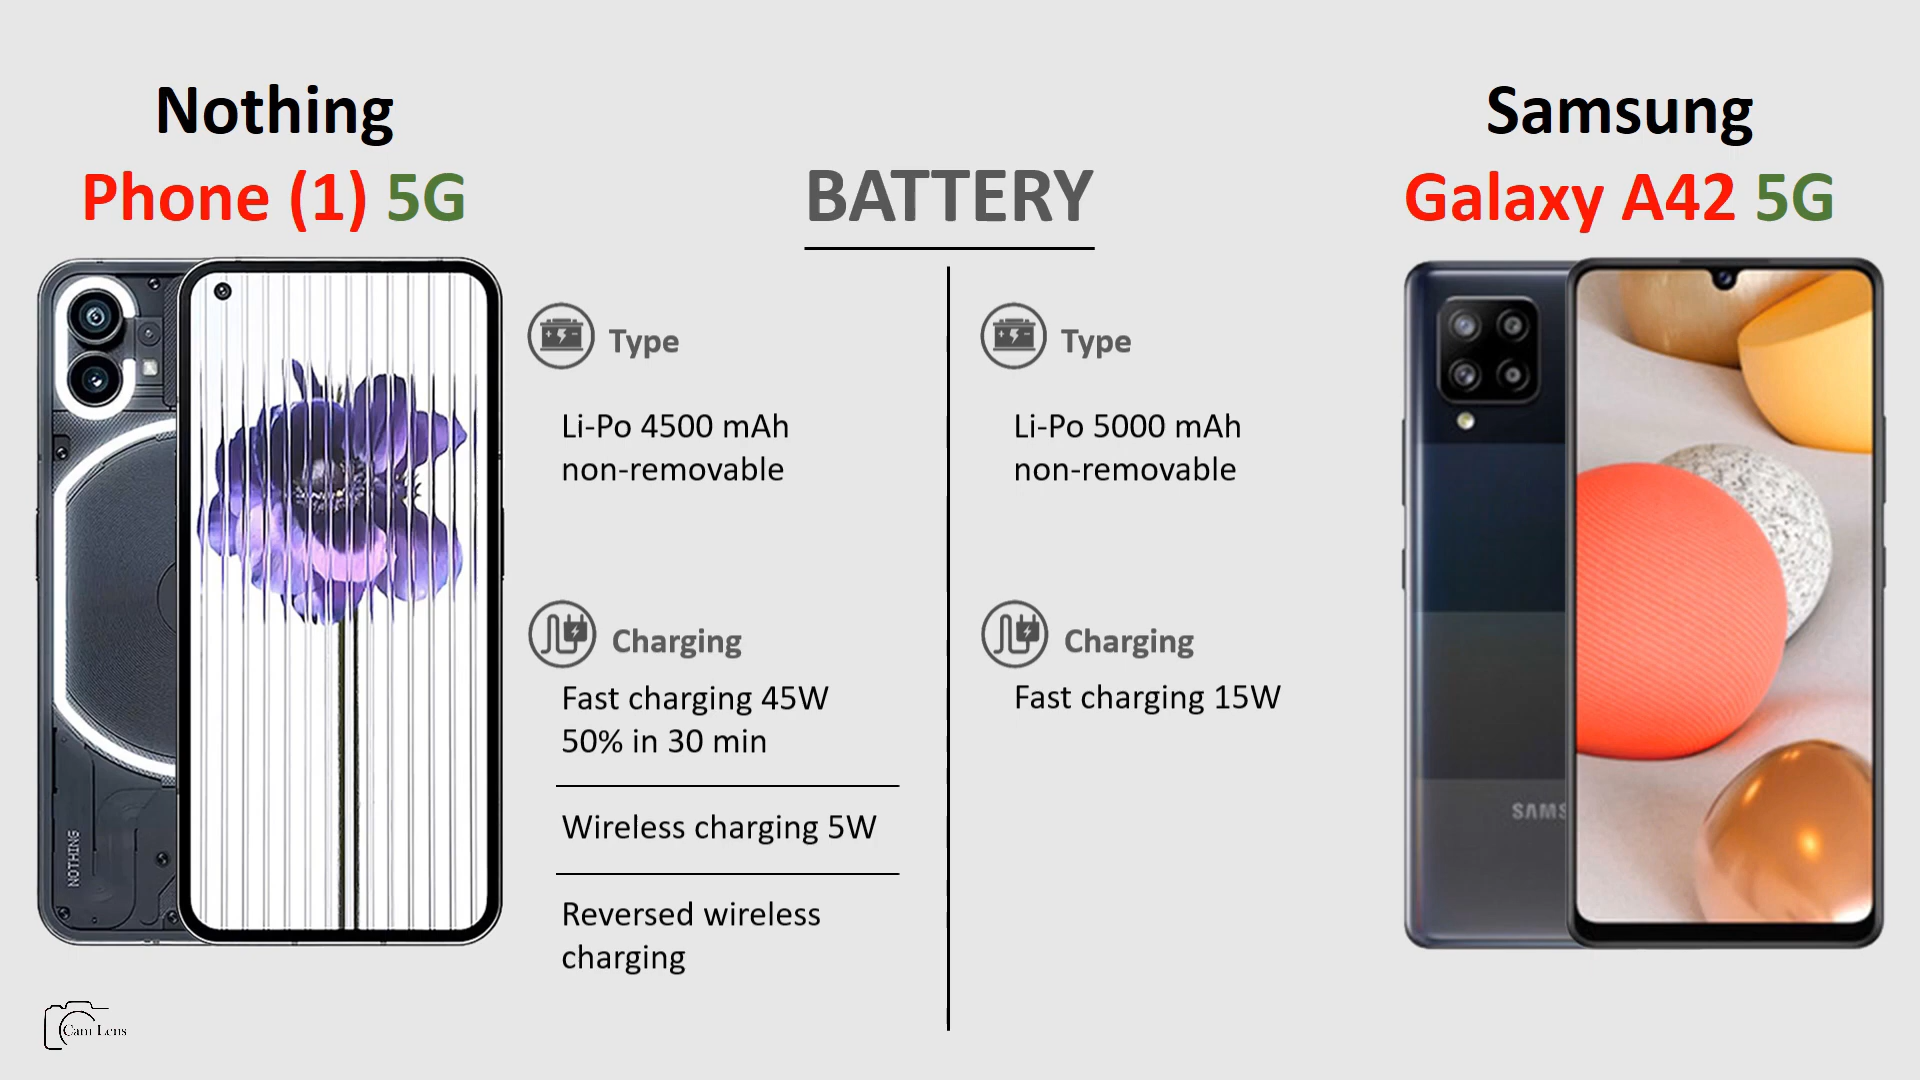 Nothing
Phone (1) 5G
Samsung
Galaxy A42 5G
BATTERY
Type
Li-Po 4500 mAh
non-removable
Charging
Fast charging 45W
50% in 30 min
Wireless charging 5W
Reversed wireless
charging
Type
Li-Po 5000 mAh
non-removable
Charging
Fast charging 15W
NOTHING
SAMS
Cam Lens